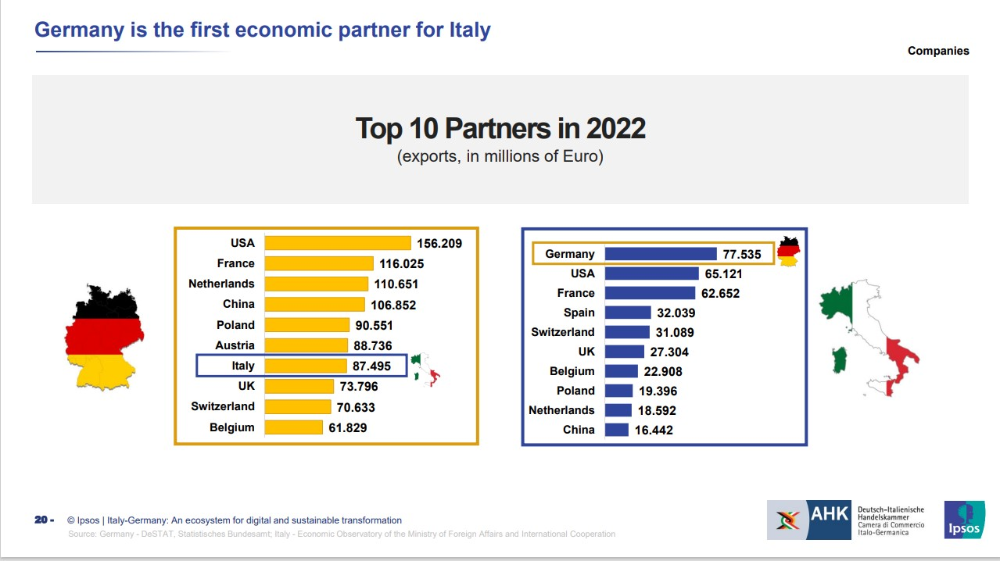 Germany is the first economic partner for Italy
Companies
Top 10 Partners in 2022
(exports, in millions of Euro)
USA 156.209
France 116.025
Netherlands 110.651
China 106.852
Poland 90.551
Austria 88.736
Italy 87.495
UK 73.796
Switzerland 70.633
Belgium 61.829
Germany 77.535
USA 65.121
France 62.652
Spain 32.039
Switzerland 31.089
UK 27.304
Belgium 22.908
Poland 19.396
Netherlands 18.592
China 16.442
20 - © Ipsos | Italy-Germany: An ecosystem for digital and sustainable transformation
Source: Germany - DeSTAT, Statistisches Bundesamt; Italy - Economic Observatory of the Ministry of Foreign Affairs and International Cooperation
AHK
Deutsch-Italienische
Handelskammer
Camera di Commercio
Italo-Germanica
Ipsos